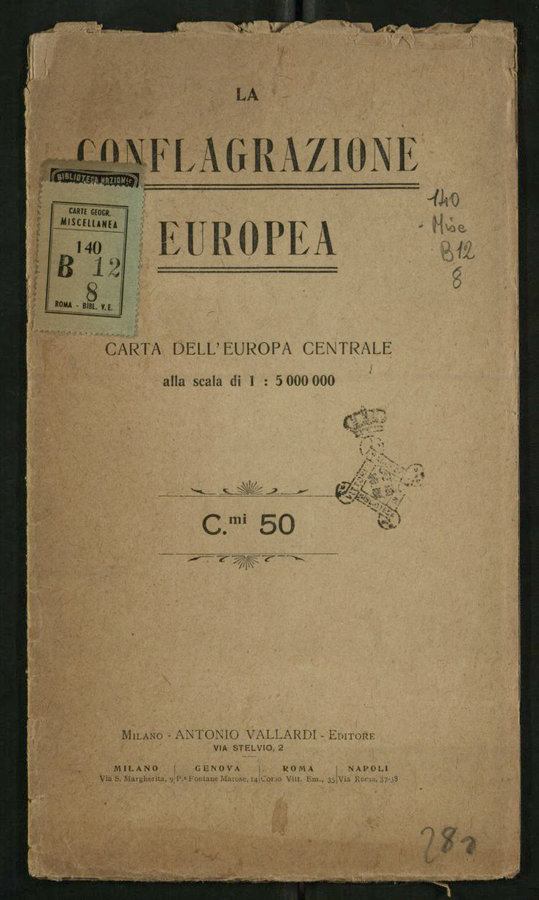 LA
CONFLAGRAZIONE
EUROPEA
BIBLIOTECA NAZIONALE
CARTE GEOGR.
MISCELLANEA
140
B 12
8
ROMA - BIBL. V. E.
140
- Misc
B12
8
CARTA DELL'EUROPA CENTRALE
alla scala di 1 : 5 000 000
C.mi 50
MILANO - ANTONIO VALLARDI - EDITORE
VIA STELVIO, 2
MILANO | GENOVA | ROMA | NAPOLI
Via S. Margherita, 9 | P.a Fontane Marose, 14 | Corso Vitt. Em., 35 | Via Roma, 37-38